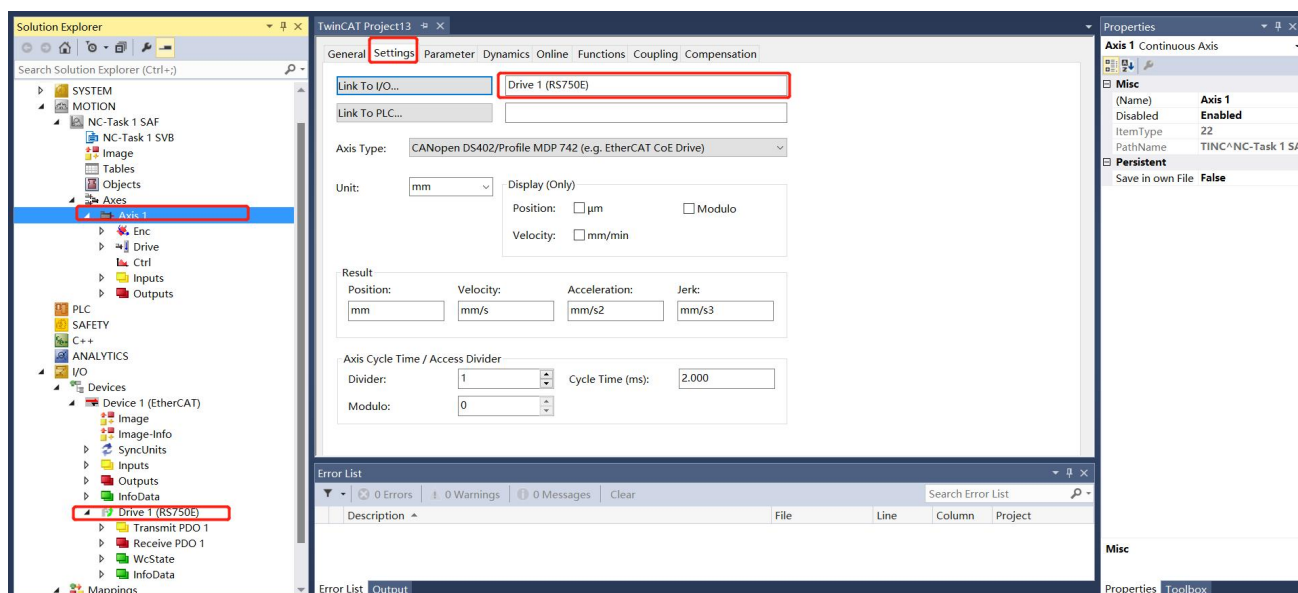 Solution Explorer
Search Solution Explorer (Ctrl+;)
SYSTEM
MOTION
NC-Task 1 SAF
NC-Task 1 SVB
Image
Tables
Objects
Axes
Axis 1
Enc
Drive
Ctrl
Inputs
Outputs
PLC
SAFETY
C++
ANALYTICS
I/O
Devices
Device 1 (EtherCAT)
Image
Image-Info
SyncUnits
Inputs
Outputs
InfoData
Drive 1 (RS750E)
Transmit PDO 1
Receive PDO 1
WcState
InfoData
Mappings
TwinCAT Project13
General Settings Parameter Dynamics Online Functions Coupling Compensation
Link To I/O... Drive 1 (RS750E)
Link To PLC...
Axis Type: CANopen DS402/Profile MDP 742 (e.g. EtherCAT CoE Drive)
Unit: mm Display (Only)
Position: µm Modulo
Velocity: mm/min
Result
Position: Velocity: Acceleration: Jerk:
mm mm/s mm/s2 mm/s3
Axis Cycle Time / Access Divider
Divider: 1 Cycle Time (ms): 2.000
Modulo: 0
Error List
0 Errors 0 Warnings 0 Messages Clear Search Error List
Description File Line Column Project
Error List Output
Properties
Axis 1 Continuous Axis
Misc
(Name) Axis 1
Disabled Enabled
ItemType 22
PathName TINC^NC-Task 1 SA
Persistent
Save in own File False
Misc
Properties Toolbox